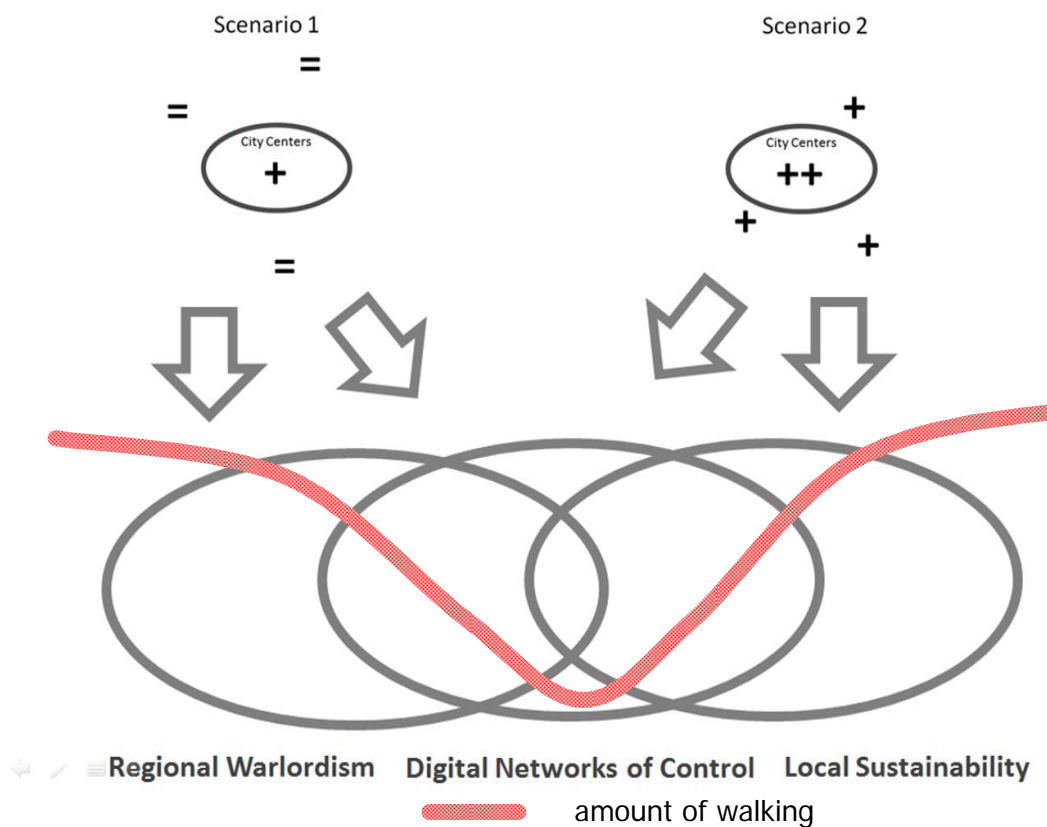 Scenario 1
Scenario 2
=
=
City Centers
+
=
+
City Centers
++
+
+
Regional Warlordism
Digital Networks of Control
Local Sustainability
amount of walking